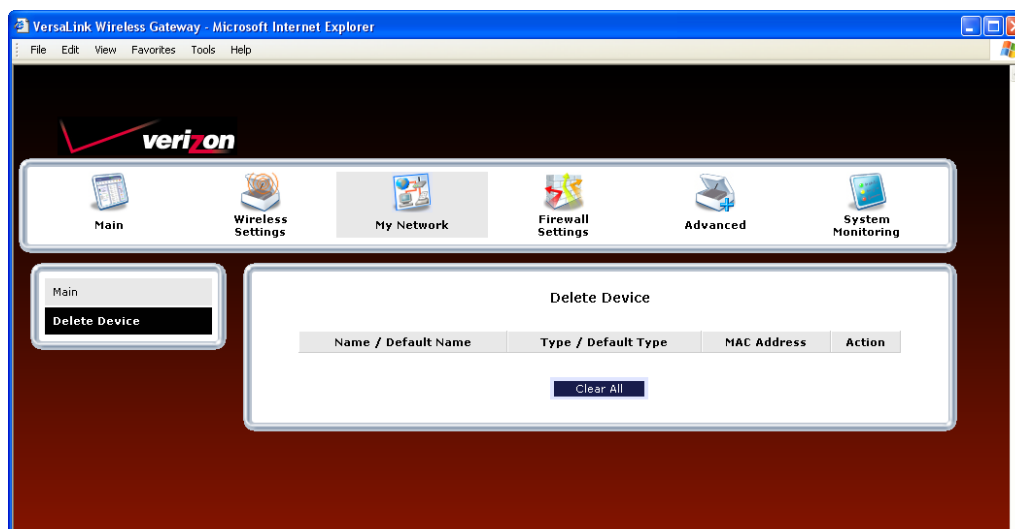 VersaLink Wireless Gateway - Microsoft Internet Explorer
File Edit View Favorites Tools Help
verizon
Main
Wireless Settings
My Network
Firewall Settings
Advanced
System Monitoring
Main
Delete Device
Delete Device
Name / Default Name Type / Default Type MAC Address Action
Clear All